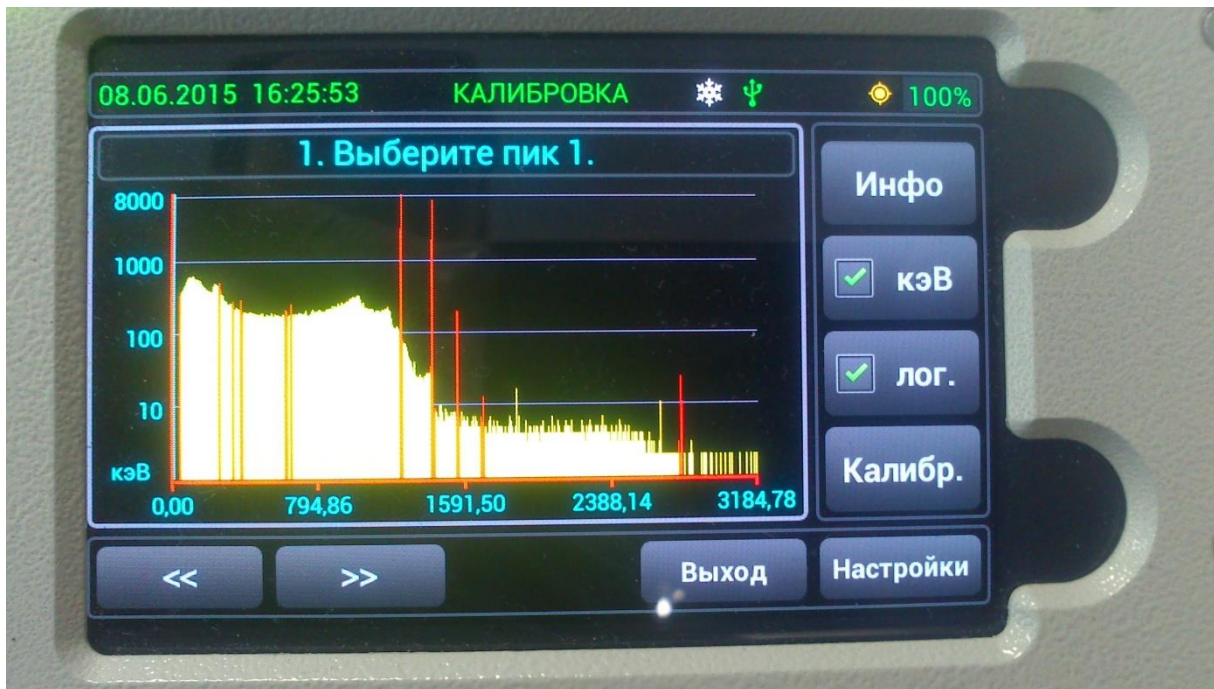 08.06.2015 16:25:53 КАЛИБРОВКА 100%
1. Выберите пик 1.
8000
1000
100
10
кэВ
0,00 794,86 1591,50 2388,14 3184,78
Инфо
кэВ
лог.
Калибр.
<< >> Выход Настройки